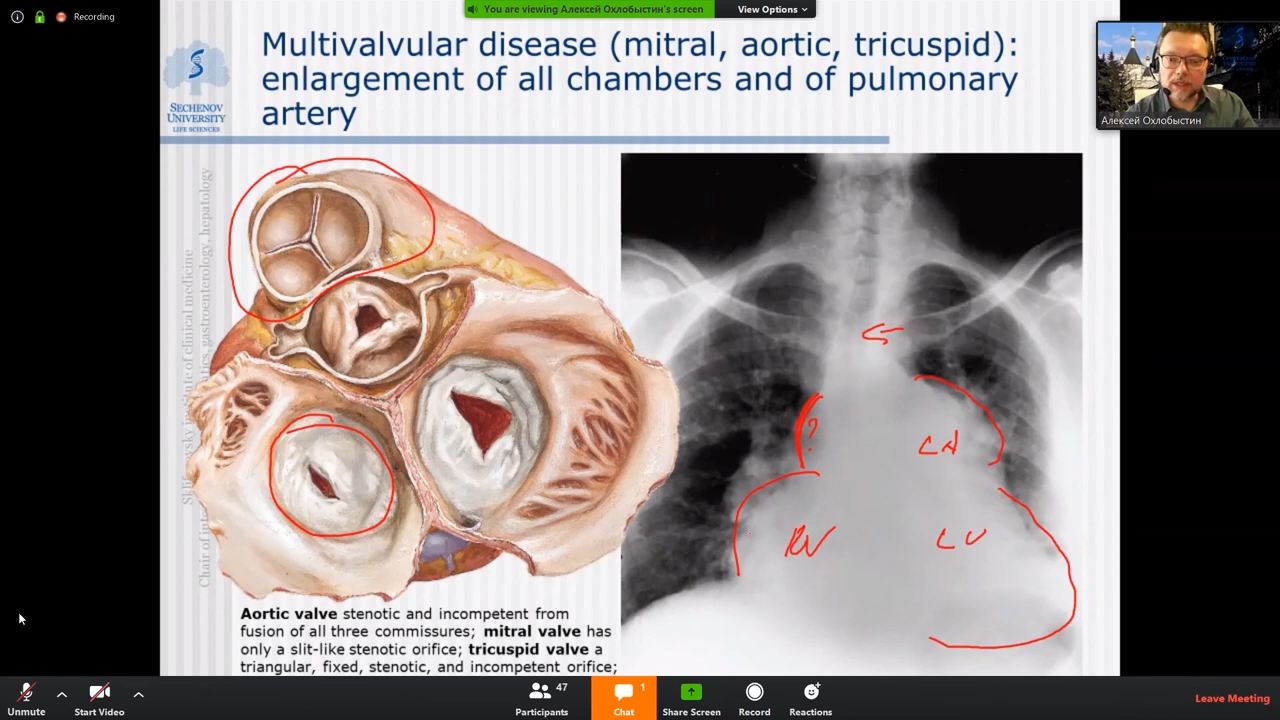 Recording
You are viewing Алексей Охлобыстин's screen
View Options
Multivalvular disease (mitral, aortic, tricuspid):
enlargement of all chambers and of pulmonary
artery
SECHENOV
UNIVERSITY
LIFE SCIENCES
Алексей Охлобыстин
?
LA
RV
LV
Aortic valve stenotic and incompetent from
fusion of all three commissures; mitral valve has
only a slit-like stenotic orifice; tricuspid valve a
triangular, fixed, stenotic, and incompetent orifice;
Unmute
Start Video
47
Participants
1
Chat
Share Screen
Record
Reactions
Leave Meeting